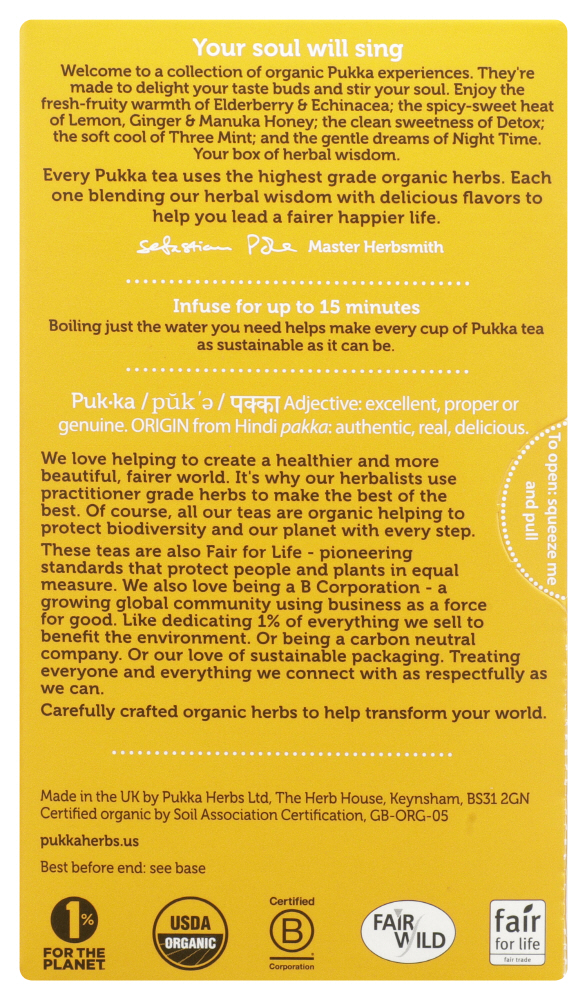 Your soul will sing
Welcome to a collection of organic Pukka experiences. They're
made to delight your taste buds and stir your soul. Enjoy the
fresh-fruity warmth of Elderberry & Echinacea; the spicy-sweet heat
of Lemon, Ginger & Manuka Honey; the clean sweetness of Detox;
the soft cool of Three Mint; and the gentle dreams of Night Time.
Your box of herbal wisdom.
Every Pukka tea uses the highest grade organic herbs. Each
one blending our herbal wisdom with delicious flavors to
help you lead a fairer happier life.
Sebastian Pole Master Herbsmith
Infuse for up to 15 minutes
Boiling just the water you need helps make every cup of Pukka tea
as sustainable as it can be.
Puk·ka /pŭk´ə/ पक्का Adjective: excellent, proper or
genuine. ORIGIN from Hindi pakka: authentic, real, delicious.
To open: squeeze me
and pull
We love helping to create a healthier and more
beautiful, fairer world. It's why our herbalists use
practitioner grade herbs to make the best of the
best. Of course, all our teas are organic helping to
protect biodiversity and our planet with every step.
These teas are also Fair for Life - pioneering
standards that protect people and plants in equal
measure. We also love being a B Corporation - a
growing global community using business as a force
for good. Like dedicating 1% of everything we sell to
benefit the environment. Or being a carbon neutral
company. Or our love of sustainable packaging. Treating
everyone and everything we connect with as respectfully as
we can.
Carefully crafted organic herbs to help transform your world.
Made in the UK by Pukka Herbs Ltd, The Herb House, Keynsham, BS31 2GN
Certified organic by Soil Association Certification, GB-ORG-05
pukkaherbs.us
Best before end: see base
1%
FOR THE
PLANET
USDA
ORGANIC
Certified
B
Corporation
FAIR
WILD
fair
for life
fair trade